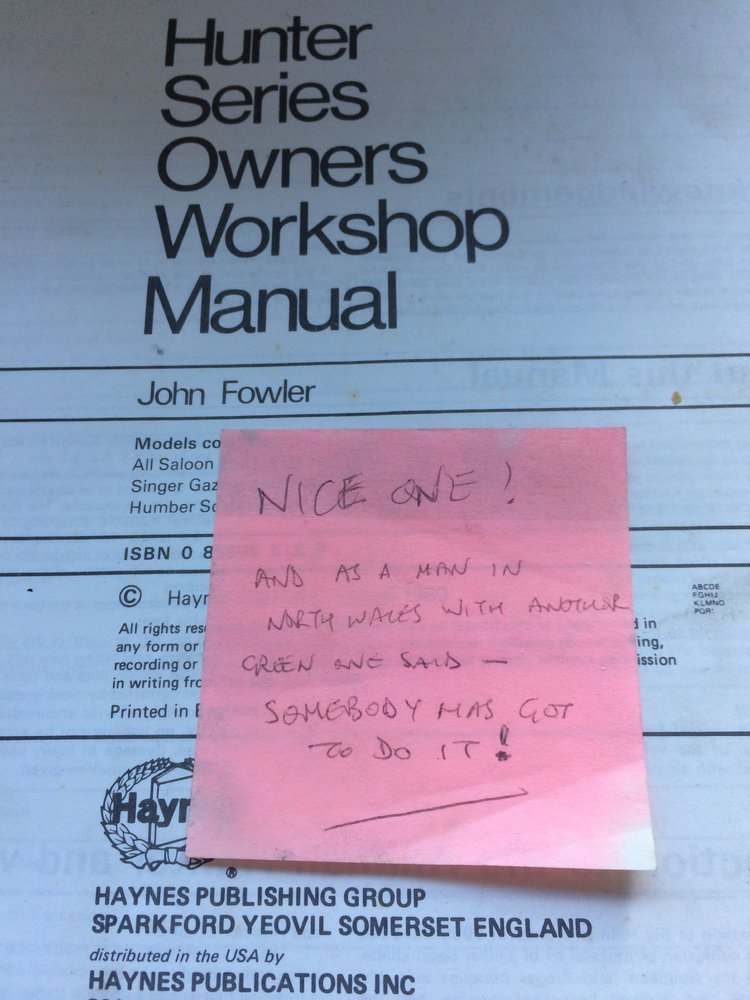 Hunter
Series
Owners
Workshop
Manual
John Fowler
Models co
All Saloon
Singer Gaz
Humber Sc
ISBN 0 8
© Hayn
All rights res
any form or
recording or
in writing fro
Printed in E
NICE ONE!
AND AS A MAN IN
NORTH WALES WITH ANOTHER
GREEN ONE SAID —
SOMEBODY HAS GOT
TO DO IT!
ABCDE
FGHIJ
KLMNO
PQR
d in
ing,
ission
Hayn
®
HAYNES PUBLISHING GROUP
SPARKFORD YEOVIL SOMERSET ENGLAND
distributed in the USA by
HAYNES PUBLICATIONS INC